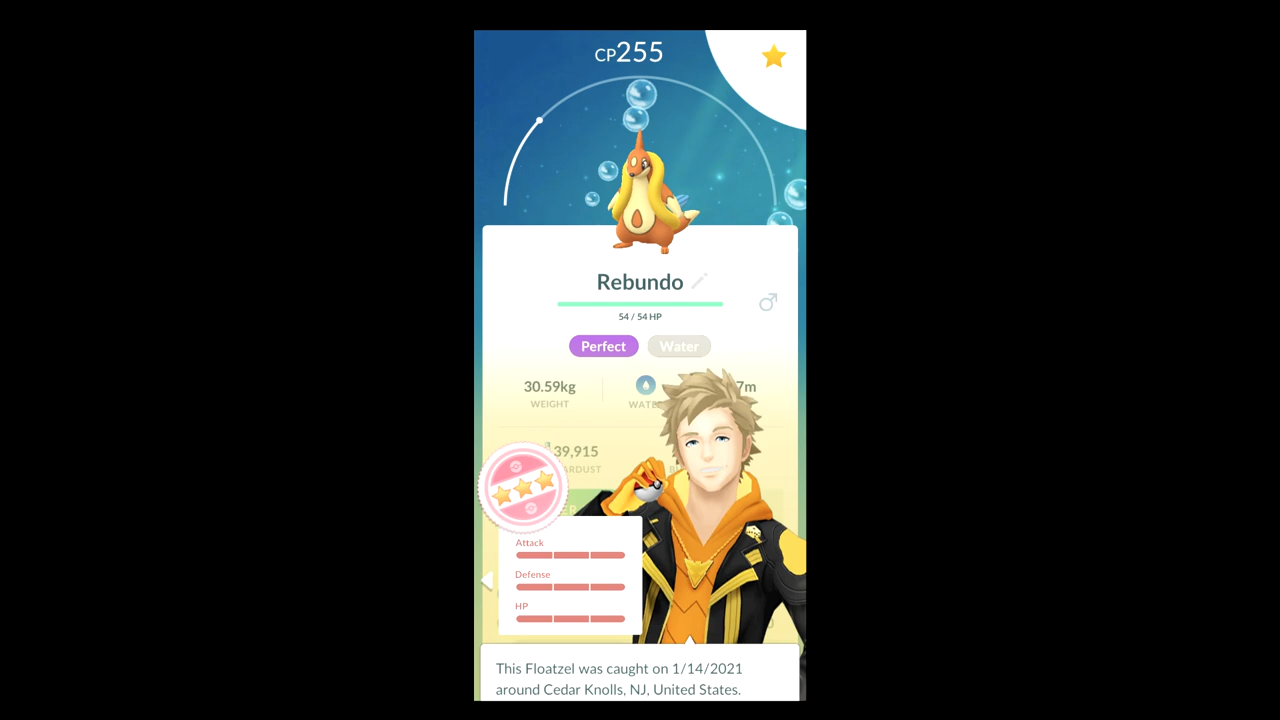 CP255
Rebundo
54 / 54 HP
Perfect
Water
30.59kg
7m
WEIGHT
39,915
Attack
Defense
HP
This Floatzel was caught on 1/14/2021
around Cedar Knolls, NJ, United States.